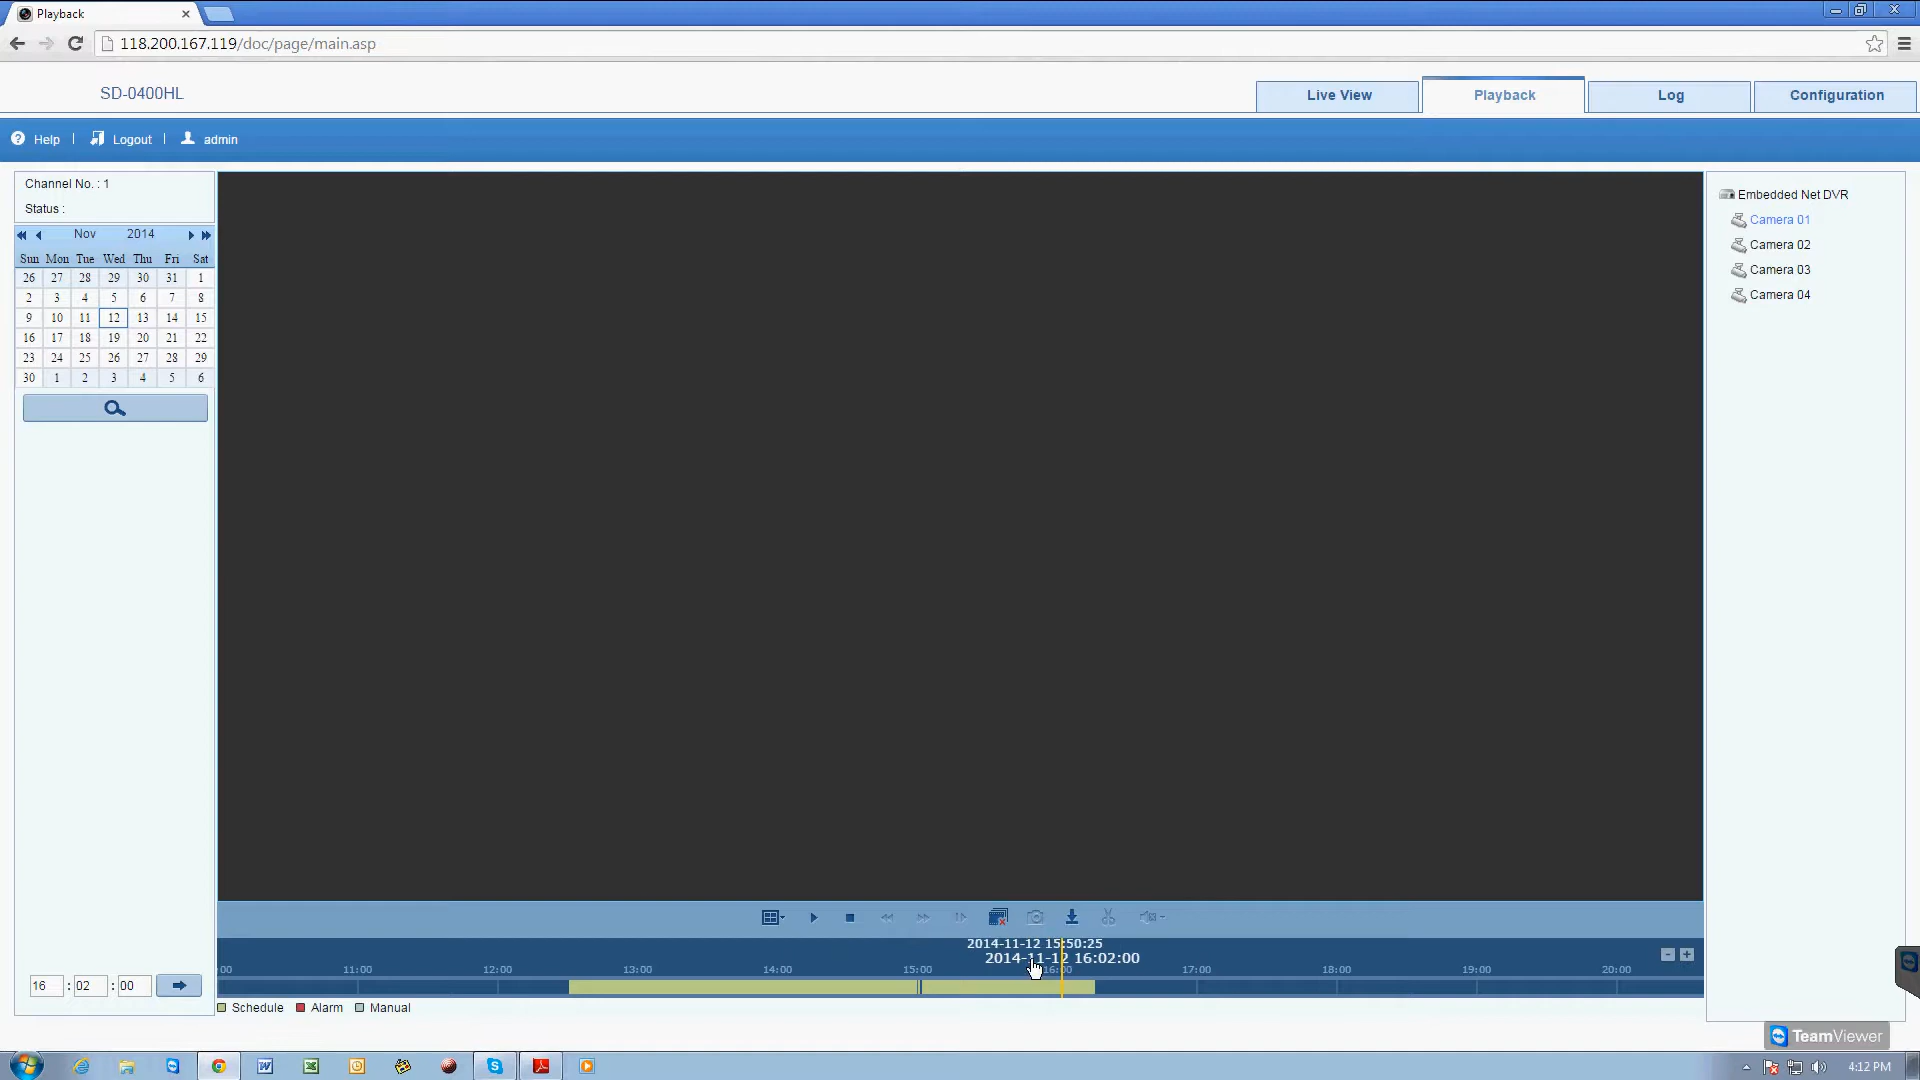 Playback
118.200.167.119/doc/page/main.asp
SD-0400HL
Live View
Playback
Log
Configuration
Help
Logout
admin
Channel No. : 1
Status :
Nov 2014
Sun Mon Tue Wed Thu Fri Sat
26 27 28 29 30 31 1
2 3 4 5 6 7 8
9 10 11 12 13 14 15
16 17 18 19 20 21 22
23 24 25 26 27 28 29
30 1 2 3 4 5 6
Embedded Net DVR
Camera 01
Camera 02
Camera 03
Camera 04
2014-11-12 15:50:25
2014-11-12 16:02:00
:00 11:00 12:00 13:00 14:00 15:00 16:00 17:00 18:00 19:00 20:00
16 : 02 : 00
Schedule Alarm Manual
TeamViewer
4:12 PM